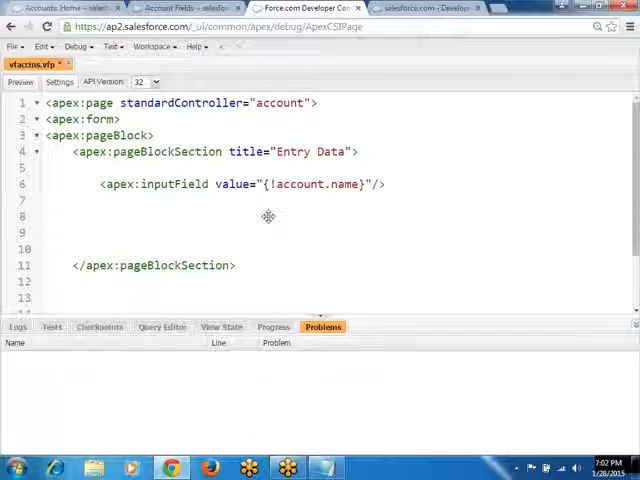 Accounts: Home ~ salesf
Account Fields ~ salesfor
Force.com Developer Con
salesforce.com - Develop
https://ap2.salesforce.com/_ui/common/apex/debug/ApexCSIPage
File Edit Debug Test Workspace Help
vfaccins.vfp *
Preview Settings API Version: 32
1 <apex:page standardController="account">
2 <apex:form>
3 <apex:pageBlock>
4 <apex:pageBlockSection title="Entry Data">
5
6 <apex:inputField value="{!account.name}"/>
7
8
9
10
11 </apex:pageBlockSection>
12
13
Logs Tests Checkpoints Query Editor View State Progress Problems
Name Line Problem
7:02 PM
1/28/2015